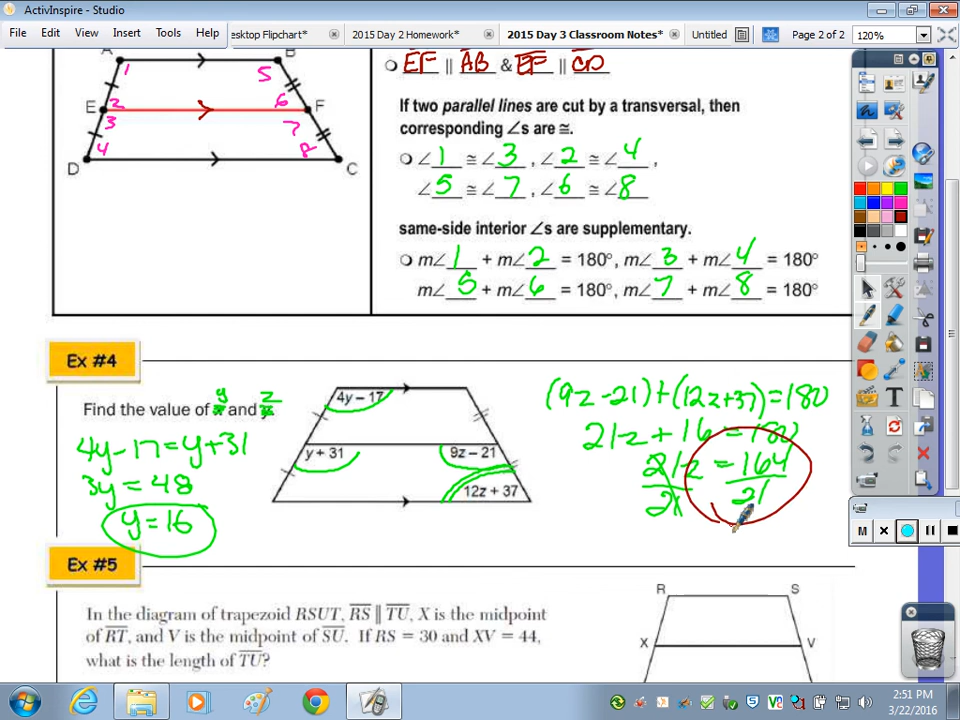 ActivInspire - Studio
File Edit View Insert Tools Help
esktop Flipchart* 2015 Day 2 Homework* 2015 Day 3 Classroom Notes* Untitled Page 2 of 2 120%
A B
1 5
E 2 6 F
3 7
4 8
D C
EF ∥ AB & EF ∥ CD
If two parallel lines are cut by a transversal, then
corresponding ∠s are ≅.
∠1 ≅ ∠3, ∠2 ≅ ∠4,
∠5 ≅ ∠7, ∠6 ≅ ∠8
same-side interior ∠s are supplementary.
m∠1 + m∠2 = 180°, m∠3 + m∠4 = 180°
m∠5 + m∠6 = 180°, m∠7 + m∠8 = 180°
Ex #4
y z
Find the value of x and y.
4y-17=y+31
3y=48
y=16
4y – 17
y + 31
9z – 21
12z + 37
(9z-21)+(12z+37)=180
21z+16=180
21z=164
21 21
Ex #5
In the diagram of trapezoid RSUT, RS ∥ TU, X is the midpoint
of RT, and V is the midpoint of SU. If RS = 30 and XV = 44,
what is the length of TU?
R S
X V
M
2:51 PM
3/22/2016